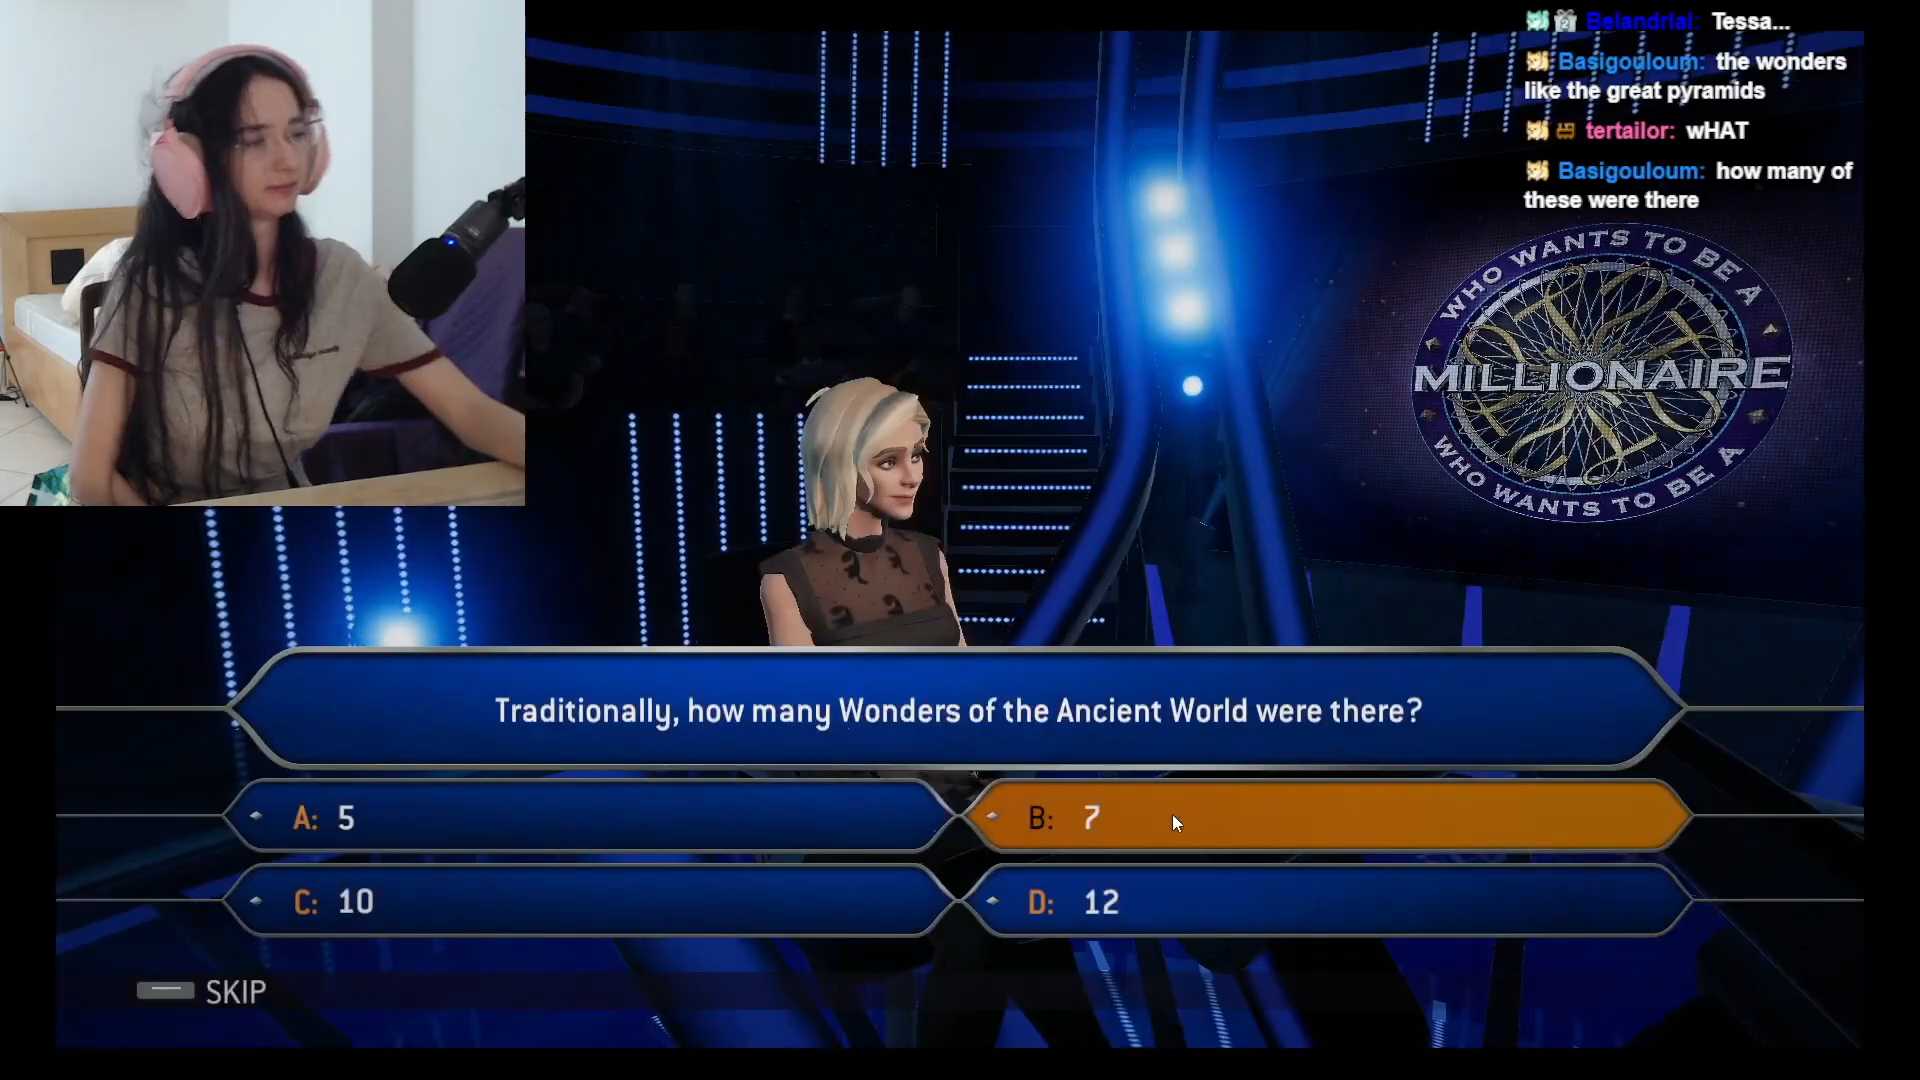 Belandrial: Tessa...
Basigouloum: the wonders
like the great pyramids
tertailor: wHAT
Basigouloum: how many of
these were there
WHO WANTS TO BE A
MILLIONAIRE
WHO WANTS TO BE A
Traditionally, how many Wonders of the Ancient World were there?
A: 5
B: 7
C: 10
D: 12
SKIP